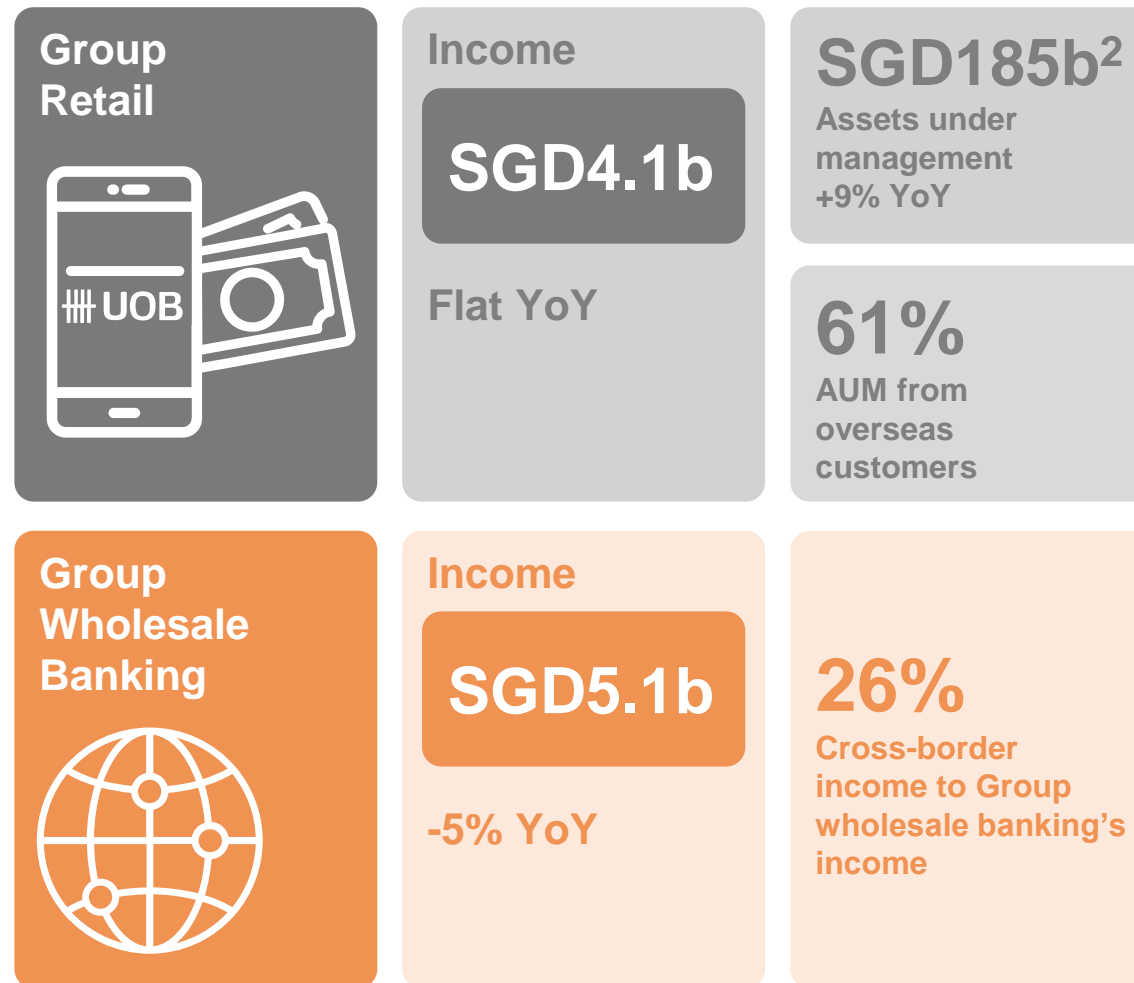 Group
Retail
UOB
Income
SGD4.1b
Flat YoY
SGD185b²
Assets under
management
+9% YoY
61%
AUM from
overseas
customers
Group
Wholesale
Banking
Income
SGD5.1b
-5% YoY
26%
Cross-border
income to Group
wholesale banking's
income